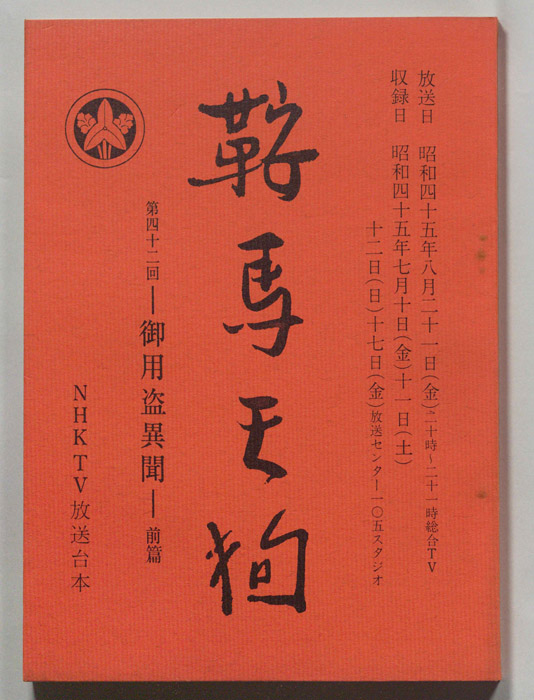 放送日　昭和四十五年八月二十一日(金)二十時~二十一時総合TV
収録日　昭和四十五年七月十日(金)十一日(土)
十二日(日)十七日(金)放送センター一〇五スタジオ
鞍馬天狗
第四十二回―御用盗異聞―前篇
NHKTV放送台本